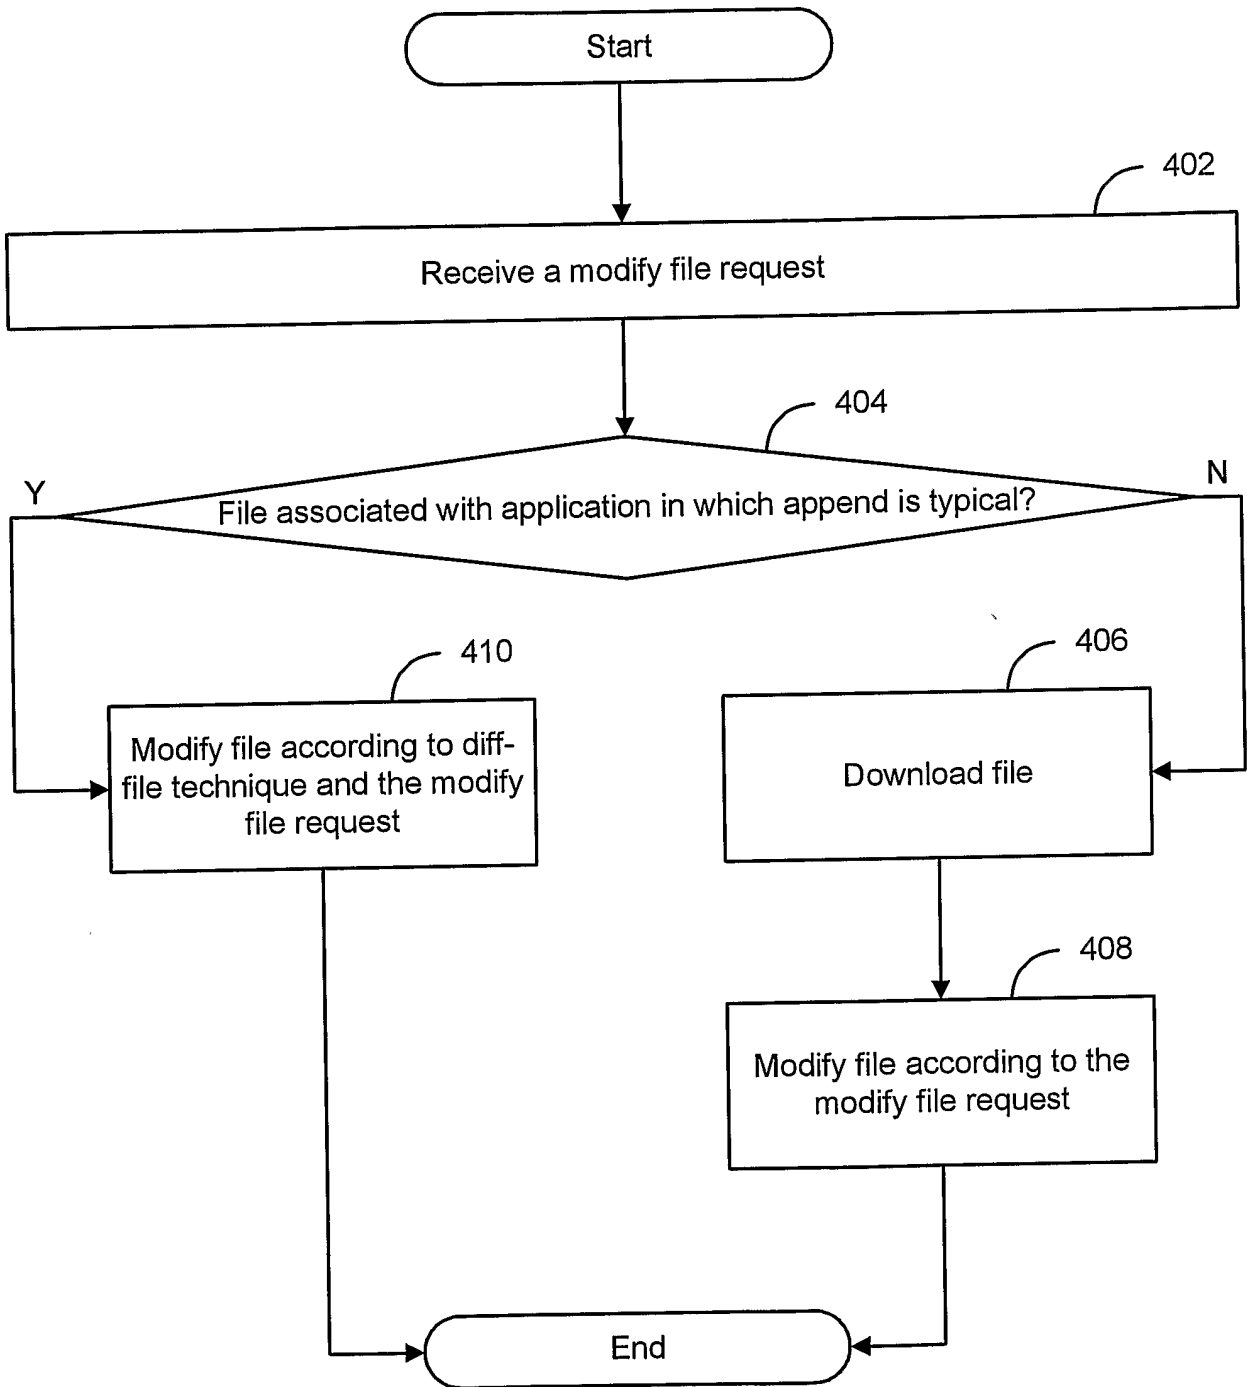 Start
402
Receive a modify file request
404
Y
N
File associated with application in which append is typical?
410
406
Modify file according to diff-
file technique and the modify
file request
Download file
408
Modify file according to the
modify file request
End